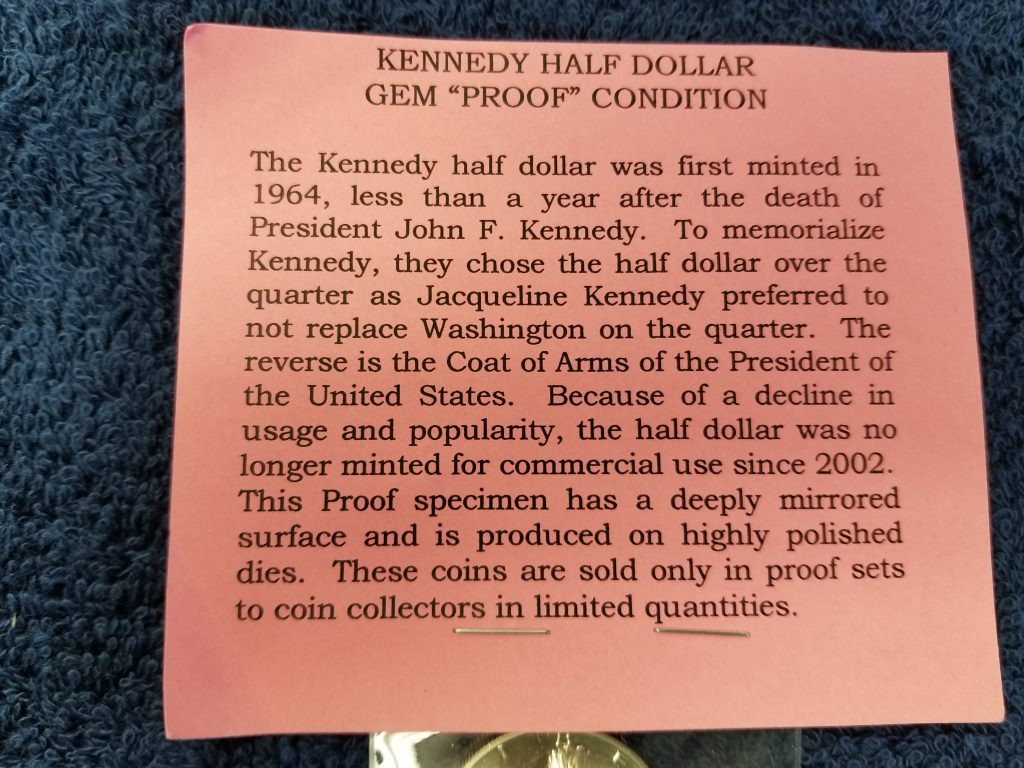 KENNEDY HALF DOLLAR
GEM “PROOF” CONDITION
The Kennedy half dollar was first minted in
1964, less than a year after the death of
President John F. Kennedy. To memorialize
Kennedy, they chose the half dollar over the
quarter as Jacqueline Kennedy preferred to
not replace Washington on the quarter. The
reverse is the Coat of Arms of the President of
the United States. Because of a decline in
usage and popularity, the half dollar was no
longer minted for commercial use since 2002.
This Proof specimen has a deeply mirrored
surface and is produced on highly polished
dies. These coins are sold only in proof sets
to coin collectors in limited quantities.